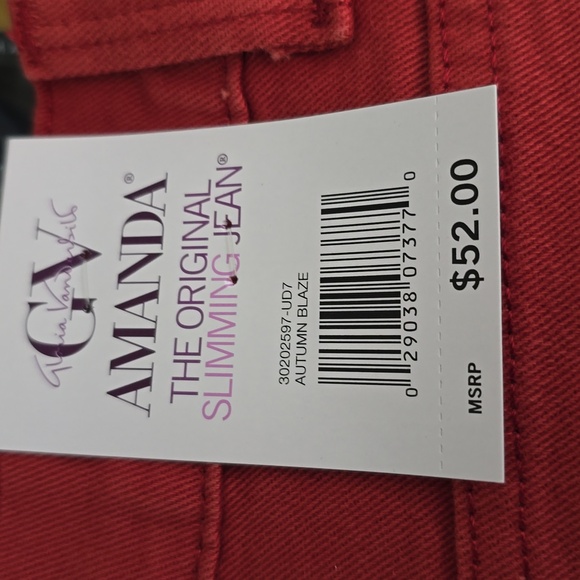 GV
Gloria Vanderbilt
AMANDA®
THE ORIGINAL
SLIMMING JEAN®
30202597-UD7
AUTUMN BLAZE
0 29038 07377 0
MSRP $52.00